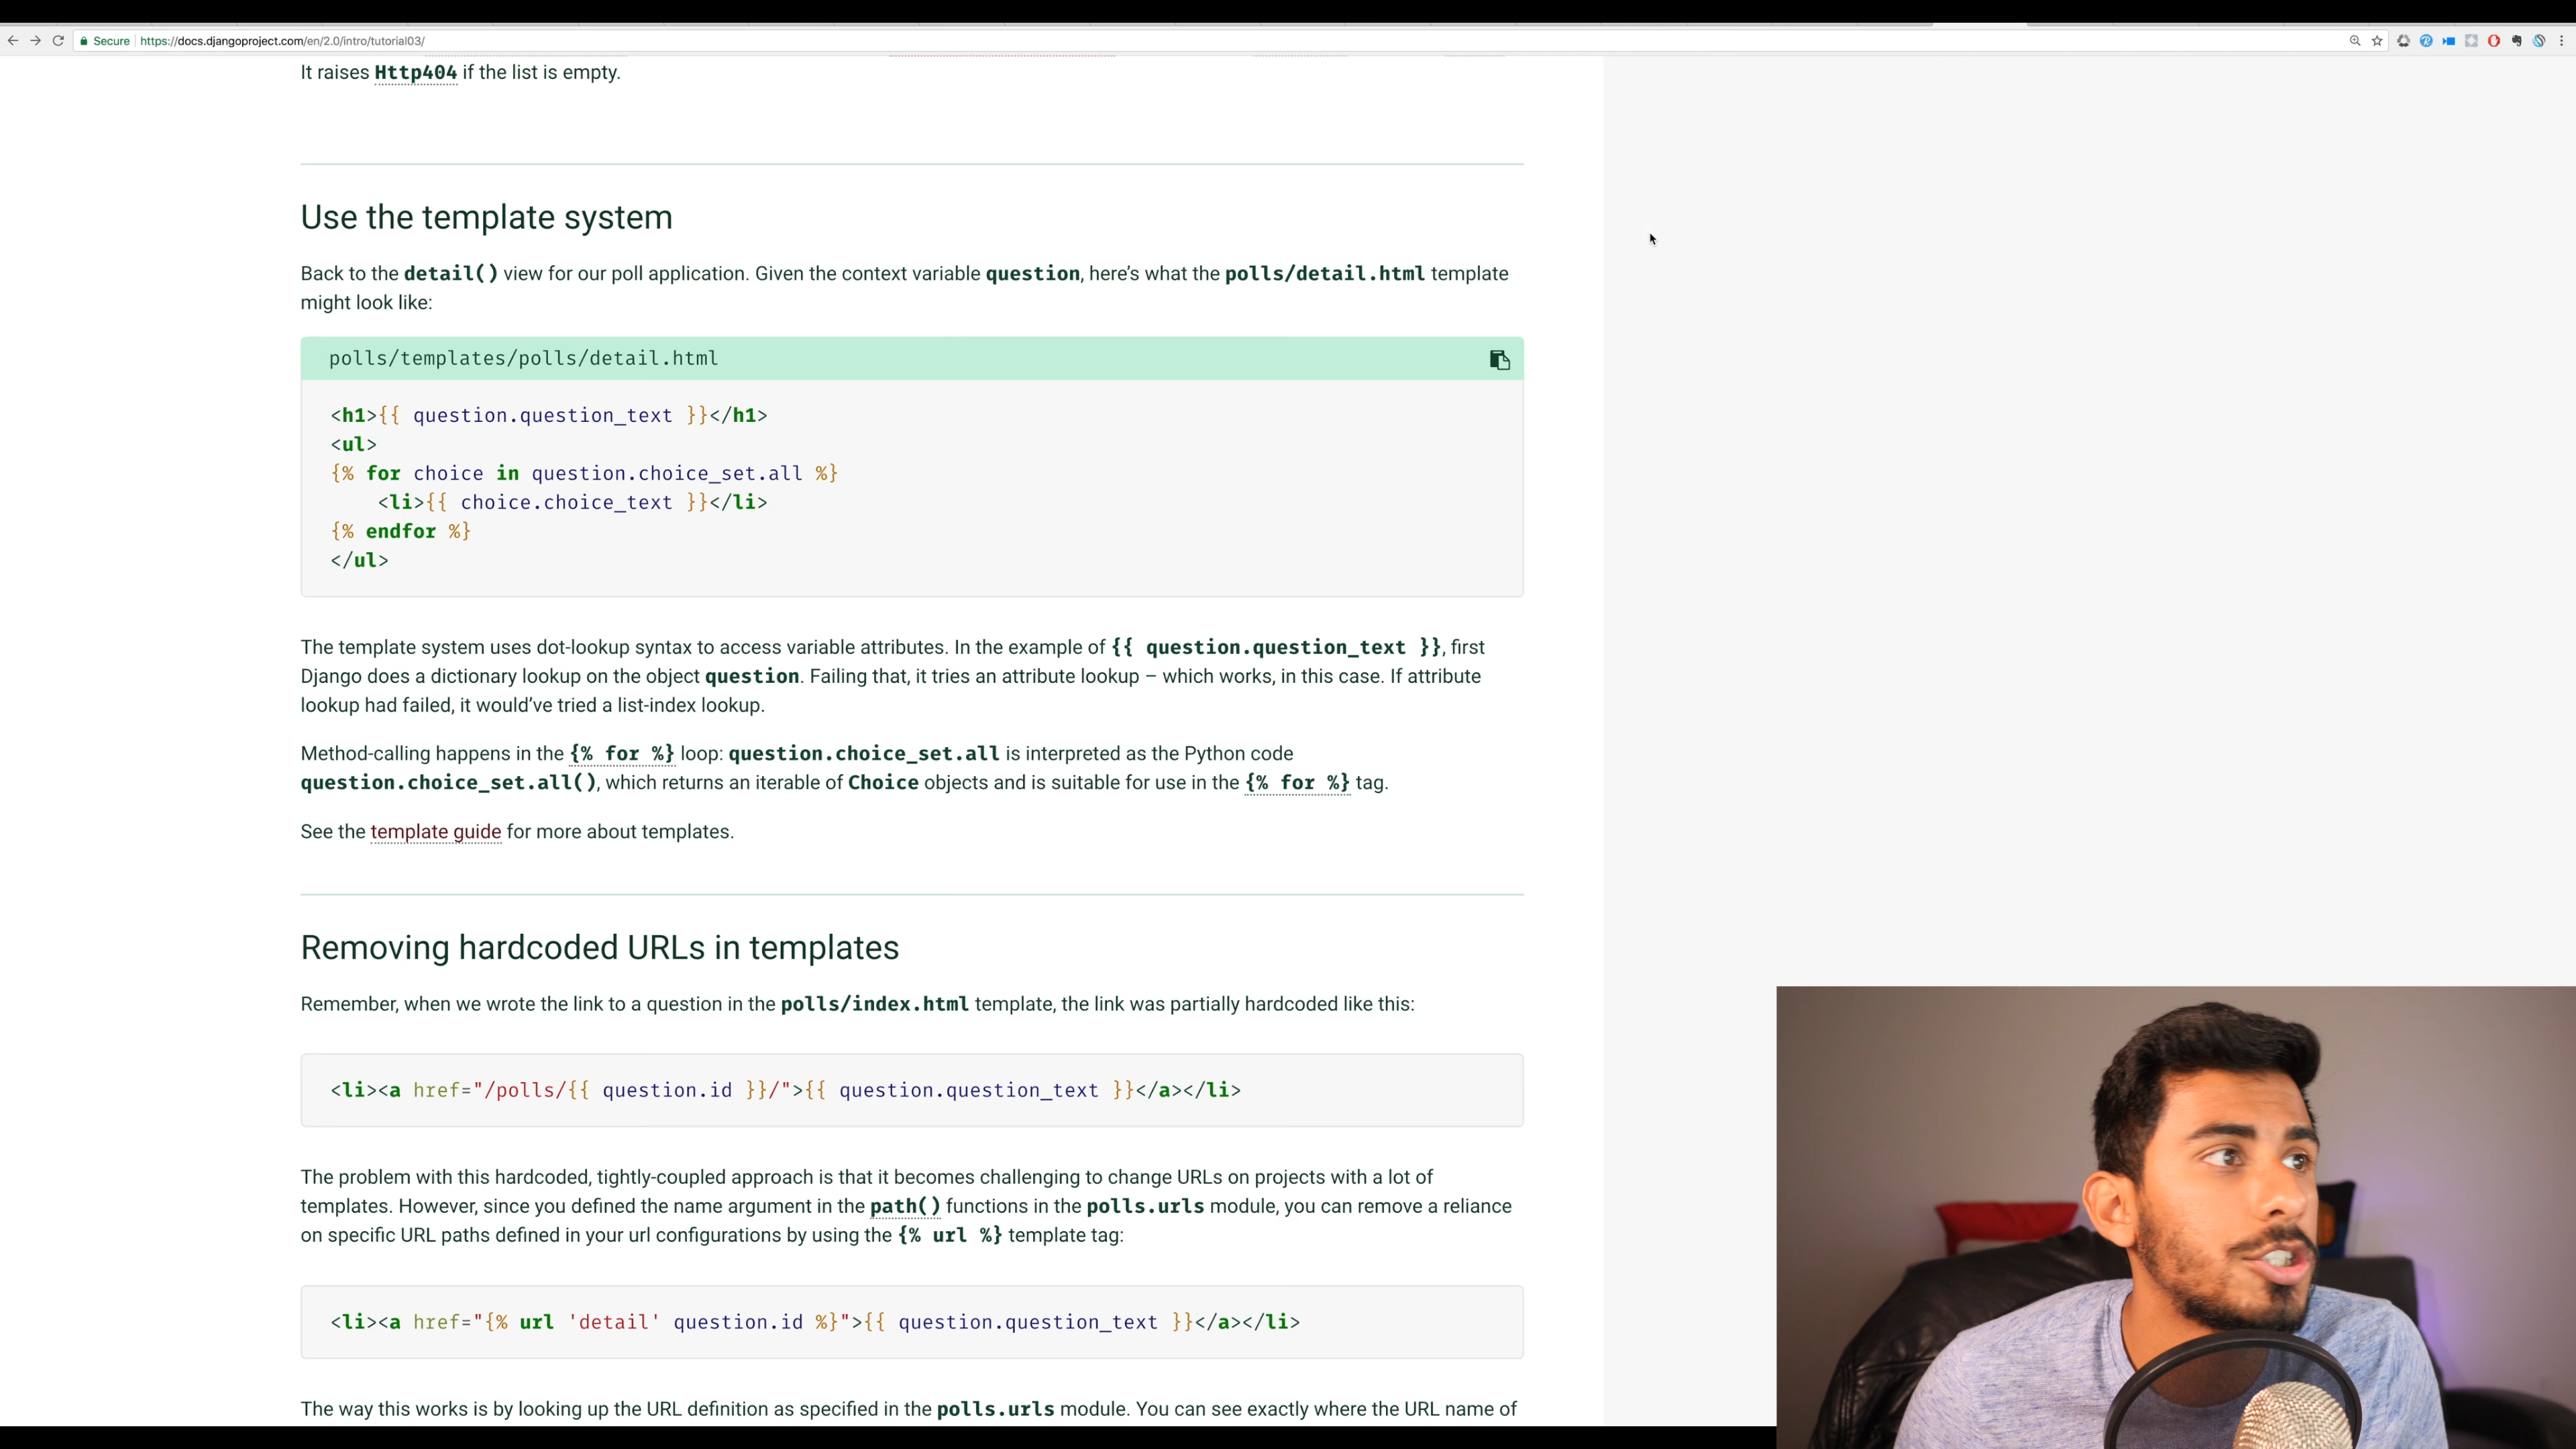 Secure https://docs.djangoproject.com/en/2.0/intro/tutorial03/
It raises Http404 if the list is empty.
Use the template system
Back to the detail() view for our poll application. Given the context variable question, here’s what the polls/detail.html template
might look like:
polls/templates/polls/detail.html
<h1>{{ question.question_text }}</h1>
<ul>
{% for choice in question.choice_set.all %}
    <li>{{ choice.choice_text }}</li>
{% endfor %}
</ul>
The template system uses dot-lookup syntax to access variable attributes. In the example of {{ question.question_text }}, first
Django does a dictionary lookup on the object question. Failing that, it tries an attribute lookup – which works, in this case. If attribute
lookup had failed, it would’ve tried a list-index lookup.
Method-calling happens in the {% for %} loop: question.choice_set.all is interpreted as the Python code
question.choice_set.all(), which returns an iterable of Choice objects and is suitable for use in the {% for %} tag.
See the template guide for more about templates.
Removing hardcoded URLs in templates
Remember, when we wrote the link to a question in the polls/index.html template, the link was partially hardcoded like this:
<li><a href="/polls/{{ question.id }}/">{{ question.question_text }}</a></li>
The problem with this hardcoded, tightly-coupled approach is that it becomes challenging to change URLs on projects with a lot of
templates. However, since you defined the name argument in the path() functions in the polls.urls module, you can remove a reliance
on specific URL paths defined in your url configurations by using the {% url %} template tag:
<li><a href="{% url 'detail' question.id %}">{{ question.question_text }}</a></li>
The way this works is by looking up the URL definition as specified in the polls.urls module. You can see exactly where the URL name of